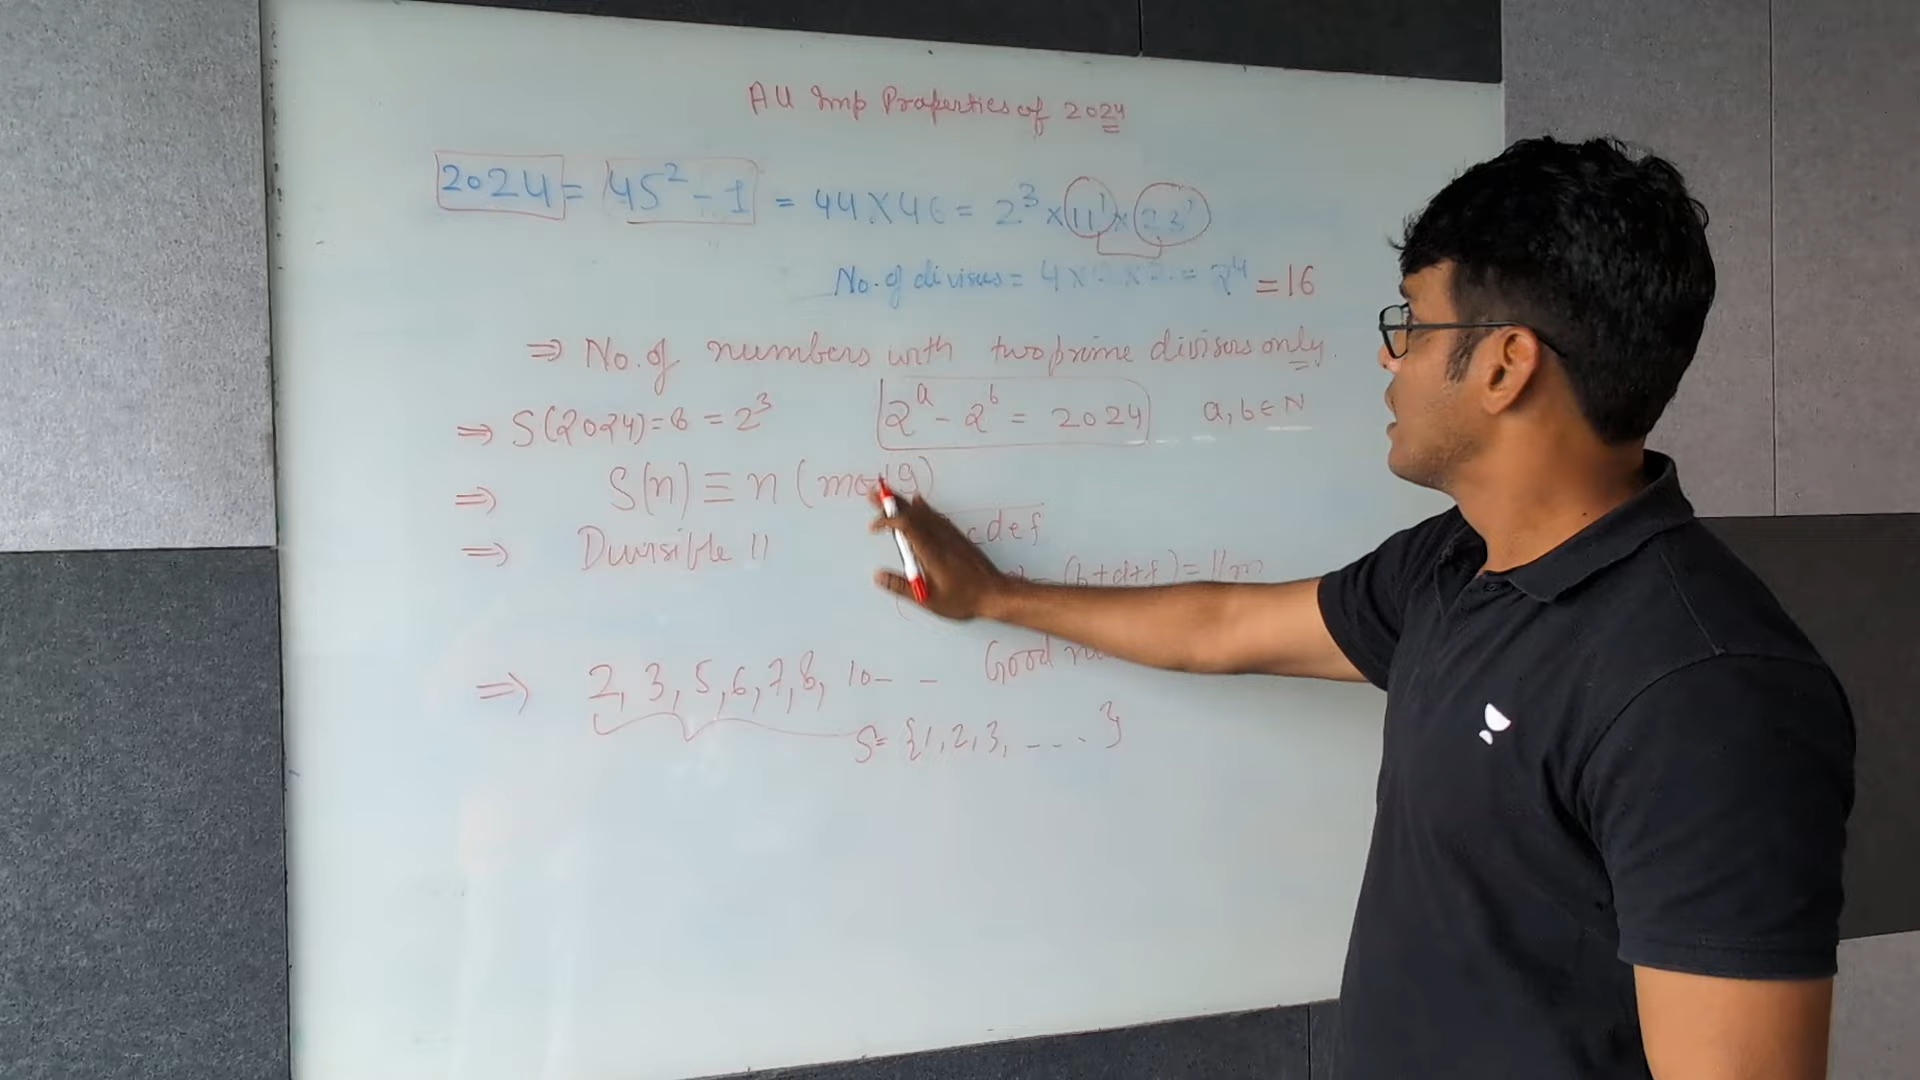 All Imp Properties of 2024
2024 = 45² - 1 = 44 × 46 = 2³ × 11¹ × 23¹
No. of divisors = 4 × 2 × 2 = 2⁴ = 16
⇒ No. of numbers with two prime divisors only.
⇒ S(2024) = 8 = 2³ 2ᵃ - 2ᵇ = 2024 a, b ∈ N
⇒ S(n) ≡ n (mod 9)
⇒ Divisible 11 cdef
- (b+d+f) = 11m
⇒ 2, 3, 5, 6, 7, 8, 10 - - Good
S = {1, 2, 3, ....}